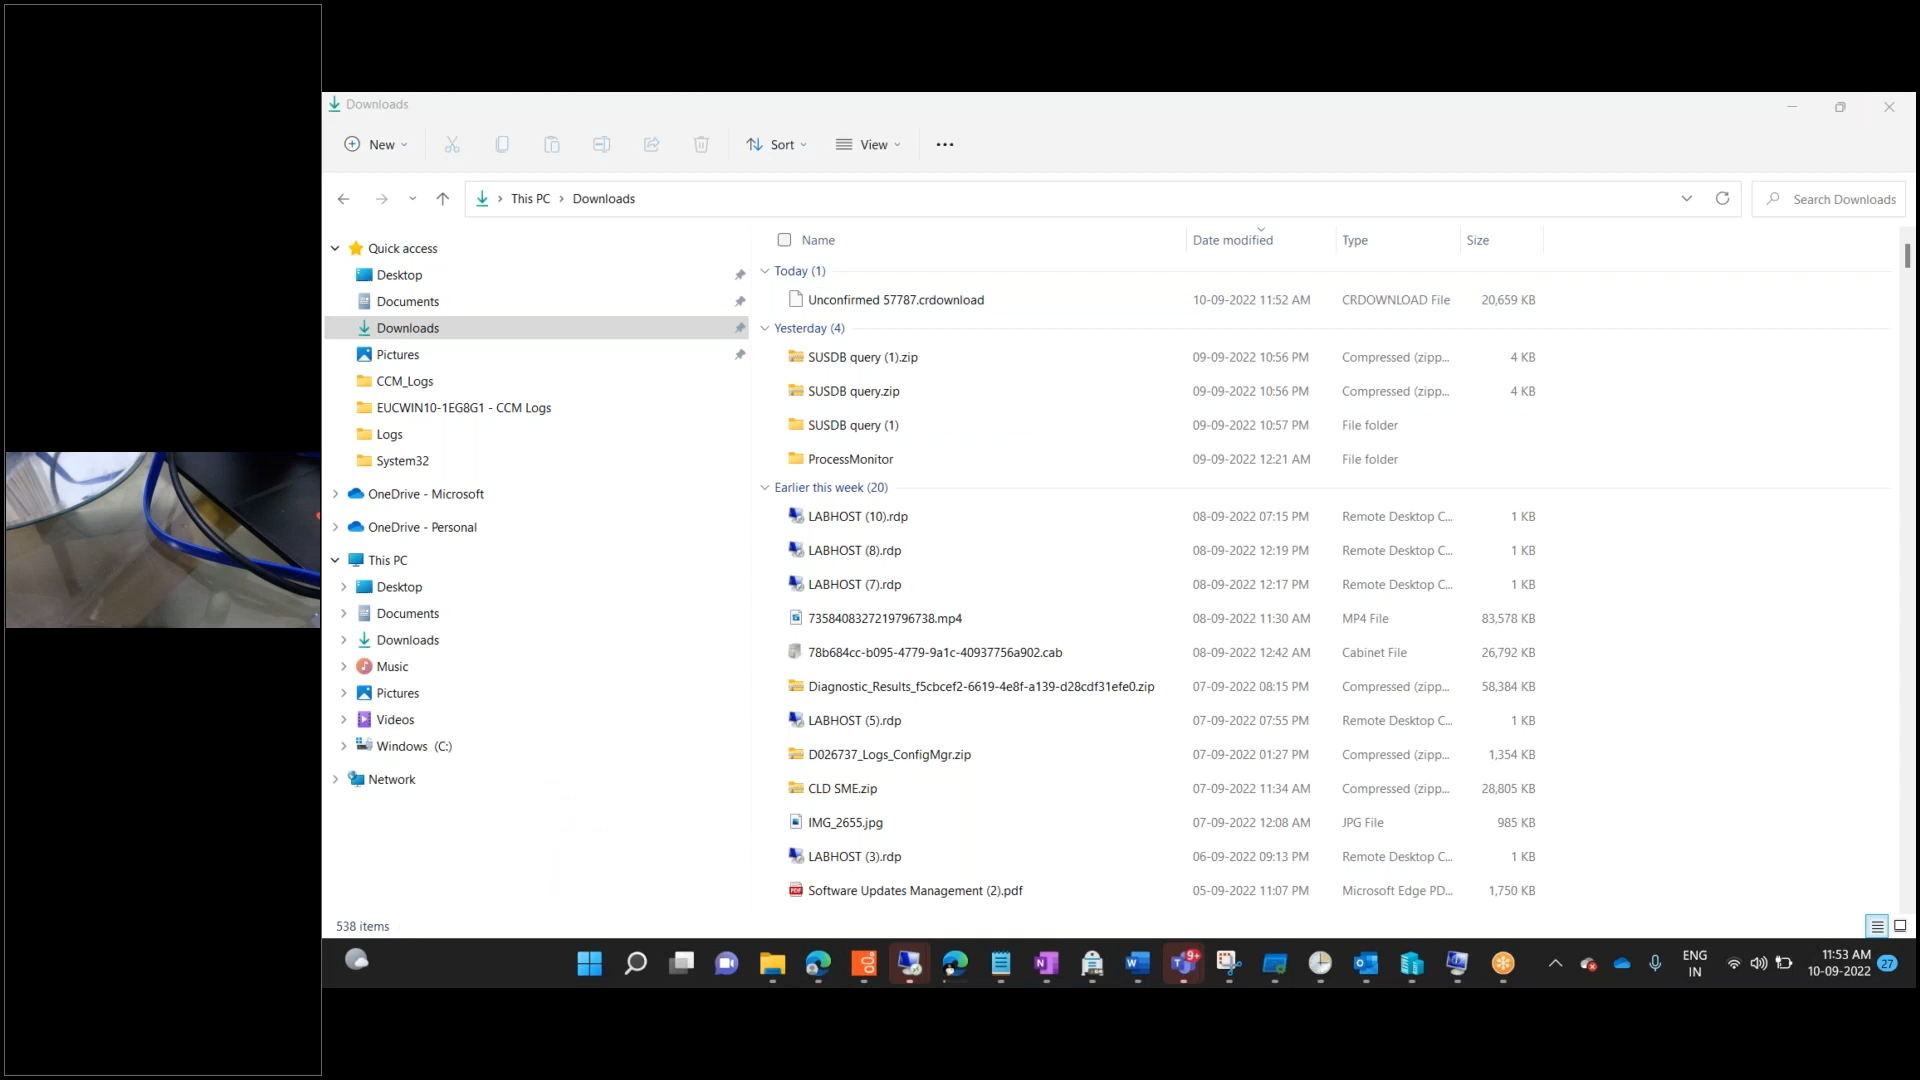 Downloads
New
Sort
View
This PC > Downloads
Search Downloads
Quick access
Desktop
Documents
Downloads
Pictures
CCM_Logs
EUCWIN10-1EG8G1 - CCM Logs
Logs
System32
OneDrive - Microsoft
OneDrive - Personal
This PC
Desktop
Documents
Downloads
Music
Pictures
Videos
Windows (C:)
Network
Name Date modified Type Size
Today (1)
Unconfirmed 57787.crdownload 10-09-2022 11:52 AM CRDOWNLOAD File 20,659 KB
Yesterday (4)
SUSDB query (1).zip 09-09-2022 10:56 PM Compressed (zipp... 4 KB
SUSDB query.zip 09-09-2022 10:56 PM Compressed (zipp... 4 KB
SUSDB query (1) 09-09-2022 10:57 PM File folder
ProcessMonitor 09-09-2022 12:21 AM File folder
Earlier this week (20)
LABHOST (10).rdp 08-09-2022 07:15 PM Remote Desktop C... 1 KB
LABHOST (8).rdp 08-09-2022 12:19 PM Remote Desktop C... 1 KB
LABHOST (7).rdp 08-09-2022 12:17 PM Remote Desktop C... 1 KB
7358408327219796738.mp4 08-09-2022 11:30 AM MP4 File 83,578 KB
78b684cc-b095-4779-9a1c-40937756a902.cab 08-09-2022 12:42 AM Cabinet File 26,792 KB
Diagnostic_Results_f5cbcef2-6619-4e8f-a139-d28cdf31efe0.zip 07-09-2022 08:15 PM Compressed (zipp... 58,384 KB
LABHOST (5).rdp 07-09-2022 07:55 PM Remote Desktop C... 1 KB
D026737_Logs_ConfigMgr.zip 07-09-2022 01:27 PM Compressed (zipp... 1,354 KB
CLD SME.zip 07-09-2022 11:34 AM Compressed (zipp... 28,805 KB
IMG_2655.jpg 07-09-2022 12:08 AM JPG File 985 KB
LABHOST (3).rdp 06-09-2022 09:13 PM Remote Desktop C... 1 KB
Software Updates Management (2).pdf 05-09-2022 11:07 PM Microsoft Edge PD... 1,750 KB
538 items
9+
ENG
IN
11:53 AM
10-09-2022
27